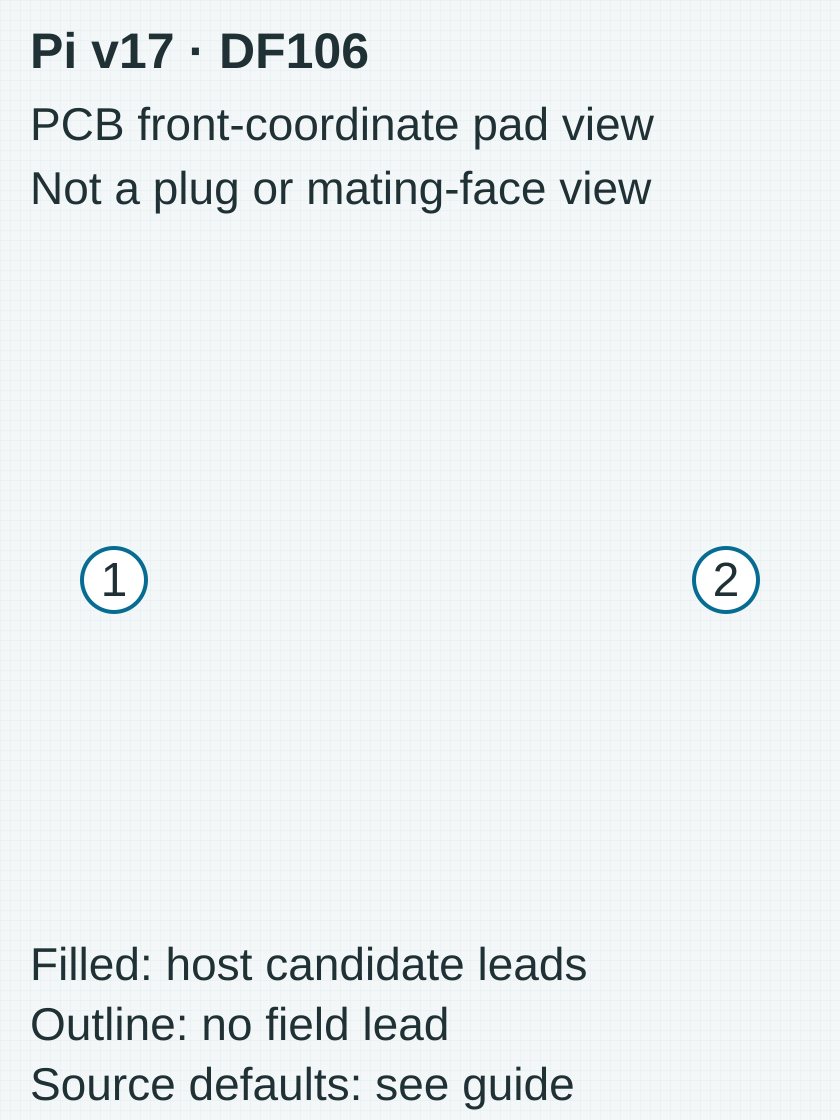 Pi v17 · DF106
PCB front-coordinate pad view
Not a plug or mating-face view
1 2
Filled: host candidate leads
Outline: no field lead
Source defaults: see guide